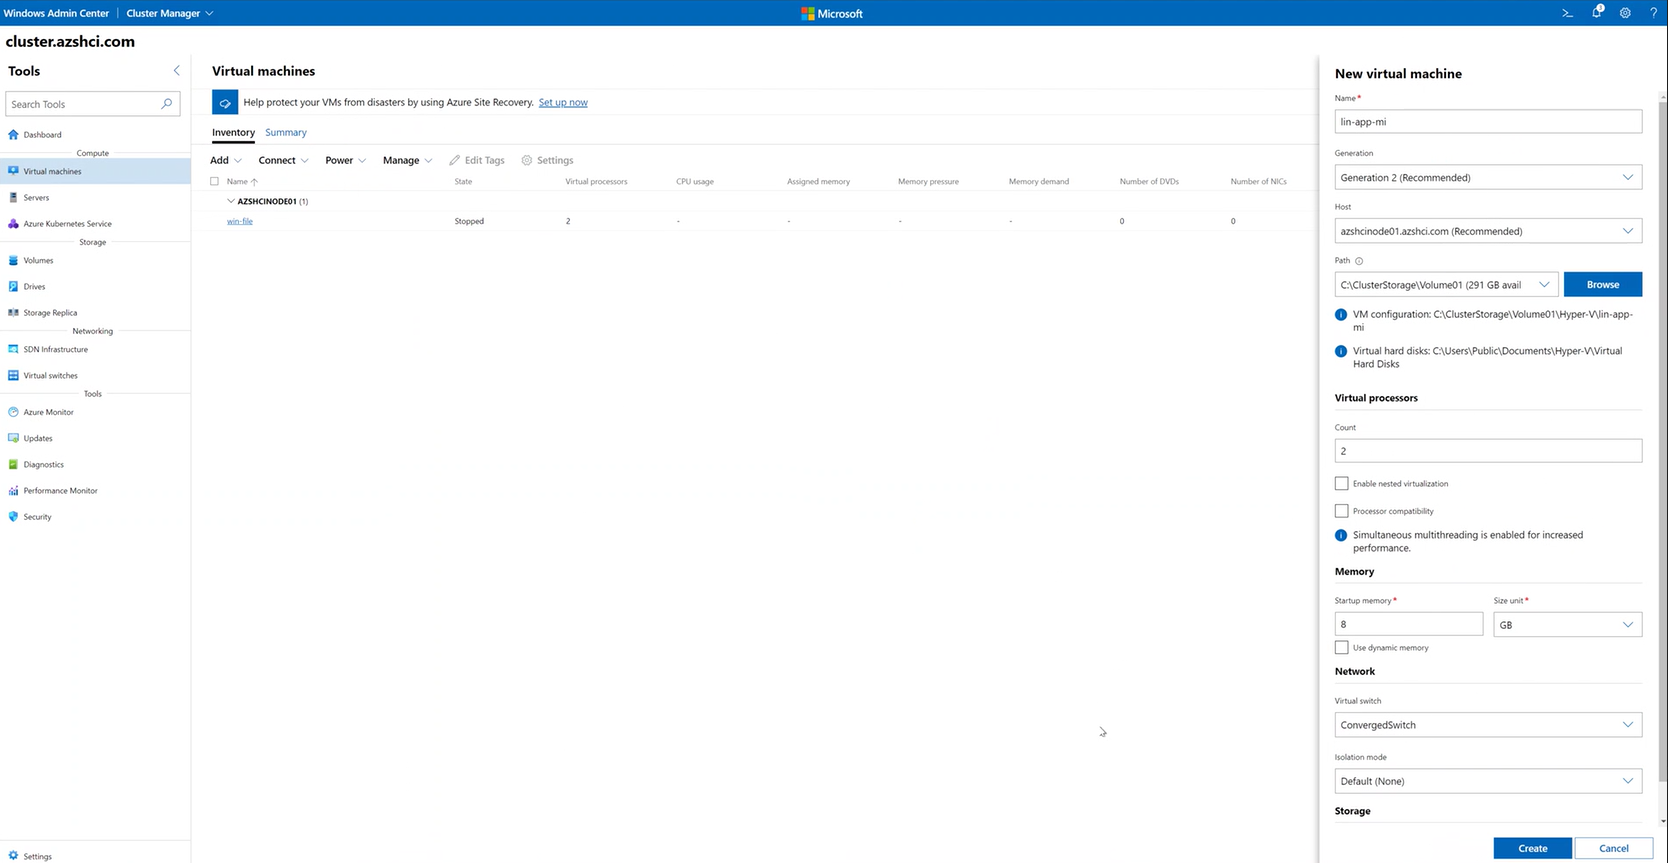 Windows Admin Center | Cluster Manager
Microsoft
1
?
cluster.azshci.com
Tools
Search Tools
Dashboard
Compute
Virtual machines
Servers
Azure Kubernetes Service
Storage
Volumes
Drives
Storage Replica
Networking
SDN Infrastructure
Virtual switches
Tools
Azure Monitor
Updates
Diagnostics
Performance Monitor
Security
Settings
Virtual machines
Help protect your VMs from disasters by using Azure Site Recovery. Set up now
Inventory Summary
Add Connect Power Manage Edit Tags Settings
Name State Virtual processors CPU usage Assigned memory Memory pressure Memory demand Number of DVDs Number of NICs
AZSHCINODE01 (1)
win-file Stopped 2 - - - - 0 0
New virtual machine
Name*
lin-app-mi
Generation
Generation 2 (Recommended)
Host
azshcinode01.azshci.com (Recommended)
Path
C:\ClusterStorage\Volume01 (291 GB avail
Browse
VM configuration: C:\ClusterStorage\Volume01\Hyper-V\lin-app-
mi
Virtual hard disks: C:\Users\Public\Documents\Hyper-V\Virtual
Hard Disks
Virtual processors
Count
2
Enable nested virtualization
Processor compatibility
Simultaneous multithreading is enabled for increased
performance.
Memory
Startup memory* Size unit*
8 GB
Use dynamic memory
Network
Virtual switch
ConvergedSwitch
Isolation mode
Default (None)
Storage
Create Cancel